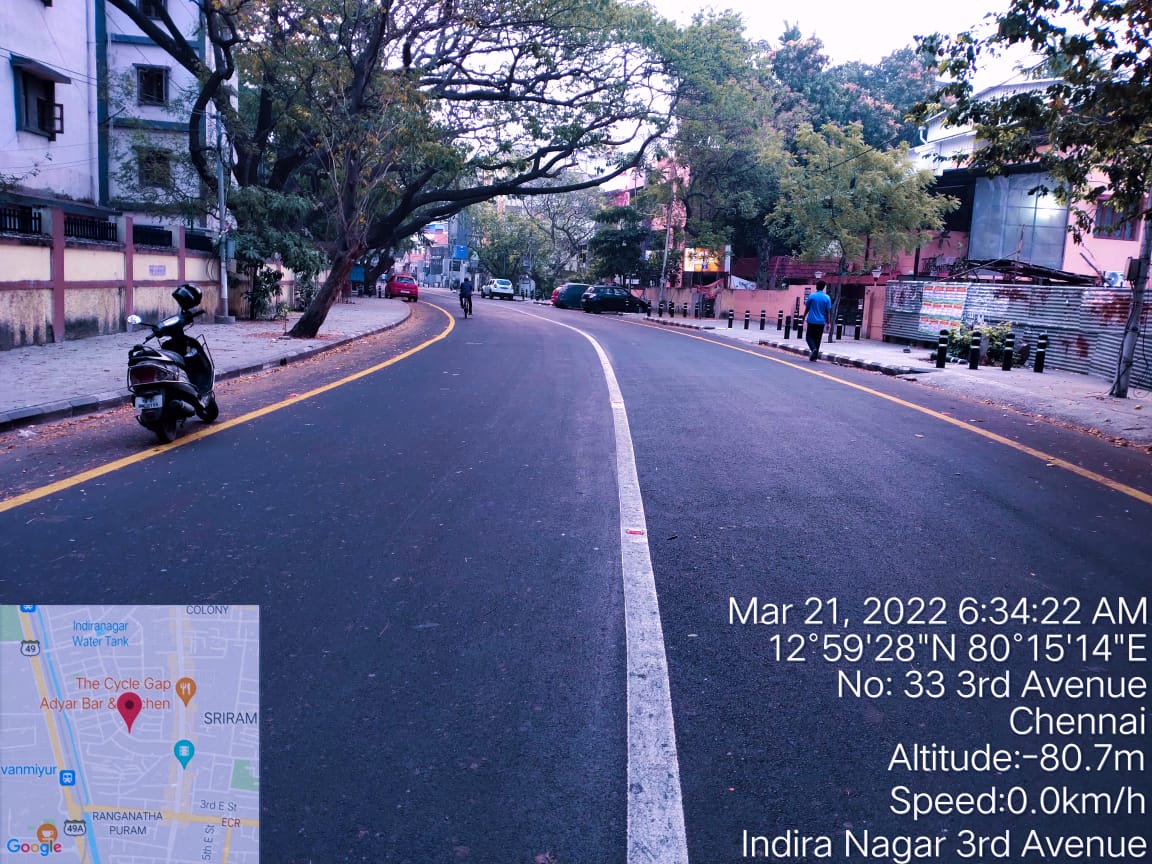 Mar 21, 2022 6:34:22 AM
12°59'28"N 80°15'14"E
No: 33 3rd Avenue
Chennai
Altitude:-80.7m
Speed:0.0km/h
Indira Nagar 3rd Avenue
COLONY
Indiranagar
Water Tank
49
The Cycle Gap
Adyar Bar &
chen
SRIRAM
vanmiyur
3rd E St
ECR
49A
RANGANATHA
PURAM
5th E St
Google